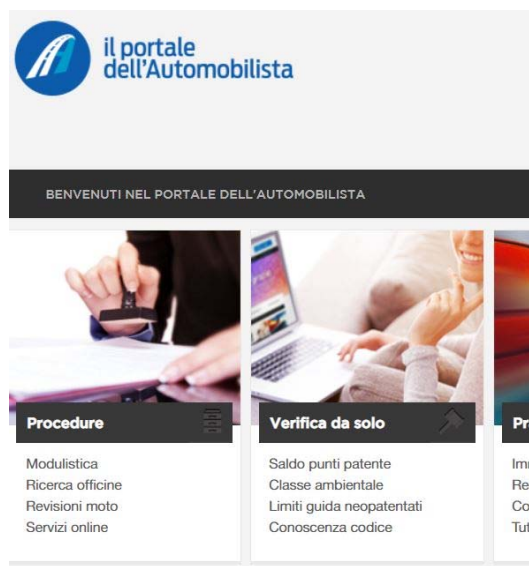 il portale
dell'Automobilista
BENVENUTI NEL PORTALE DELL'AUTOMOBILISTA
Procedure
Modulistica
Ricerca officine
Revisioni moto
Servizi online
Verifica da solo
Saldo punti patente
Classe ambientale
Limiti guida neopatentati
Conoscenza codice